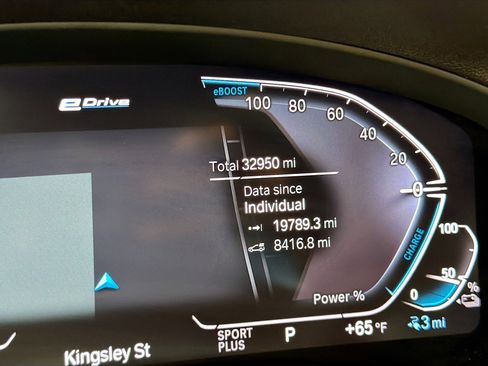 eDrive
eBOOST
100 80 60 40 20 0
Total 32950 mi
Data since
Individual
19789.3 mi
8416.8 mi
CHARGE
100
50
0
%
Power %
SPORT
PLUS
P
+65 °F
3 mi
Kingsley St